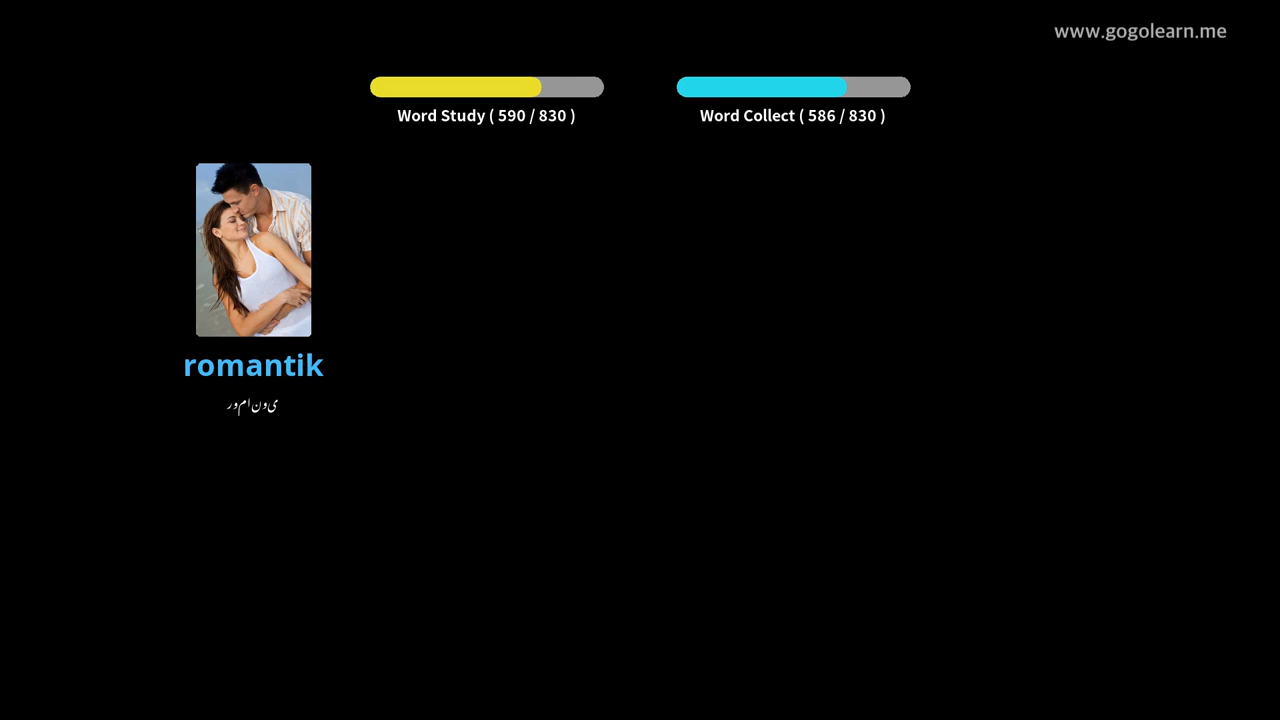 www.gogolearn.me
Word Study ( 590 / 830 )
Word Collect ( 586 / 830 )
romantik
رومانوی